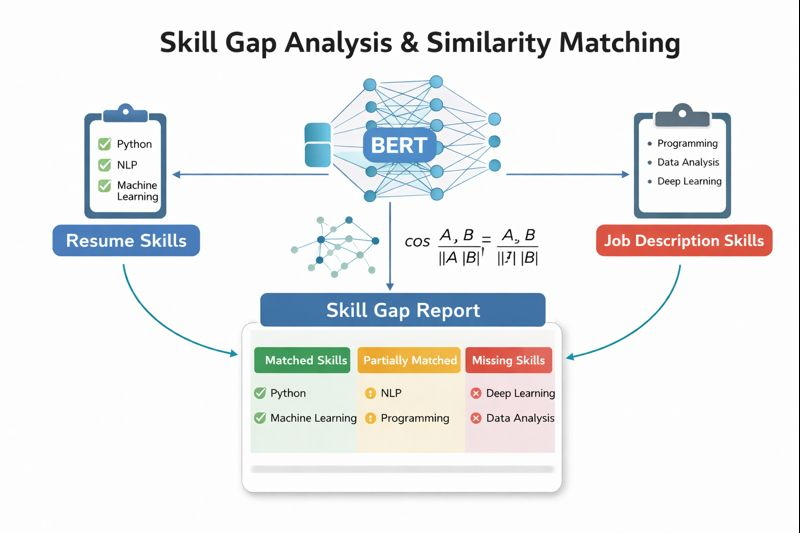 Skill Gap Analysis & Similarity Matching
BERT
Python
NLP
Machine
Learning
Resume Skills
Programming
Data Analysis
Deep Learning
Job Description Skills
cos A, B / ||A |B| = A, B / |B|
Skill Gap Report
Matched Skills
Partially Matched
Missing Skills
Python
NLP
Deep Learning
Machine Learning
Programming
Data Analysis